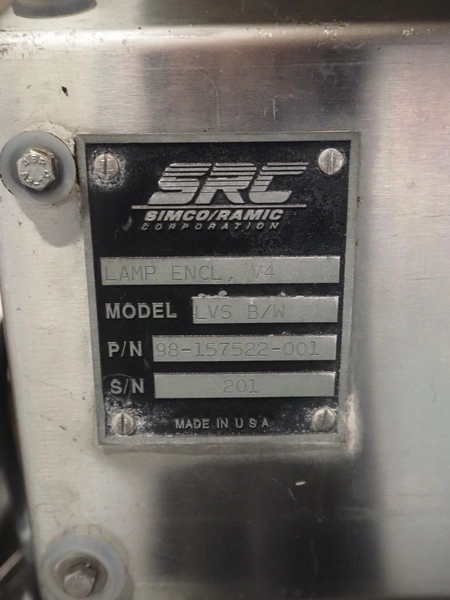 SRC
SIMCO/RAMIC
CORPORATION
LAMP ENCL, V4
MODEL LVS B/W
P/N 98-157522-001
S/N 201
MADE IN U S A